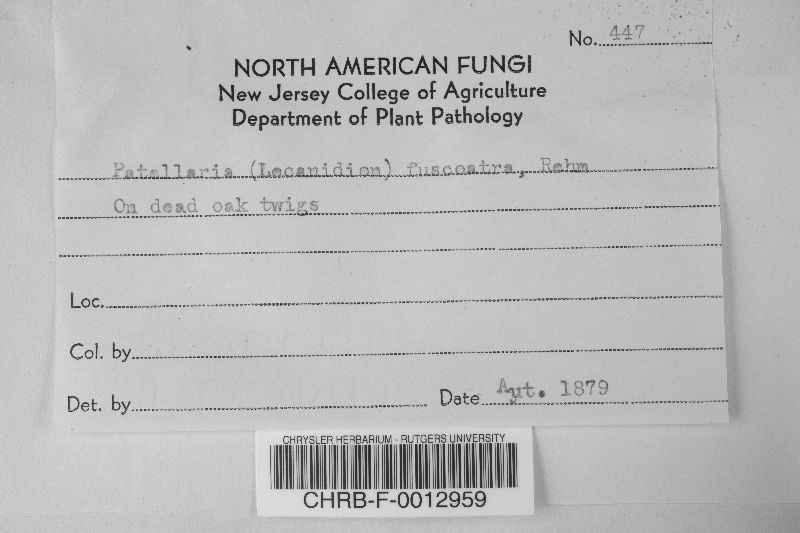 No. 447
NORTH AMERICAN FUNGI
New Jersey College of Agriculture
Department of Plant Pathology
Patellaria (Lecanidion) fuscoatra, Rehm
On dead oak twigs
Loc.
Col. by
Det. by
Date Aut. 1879
CHRYSLER HERBARIUM - RUTGERS UNIVERSITY
CHRB-F-0012959